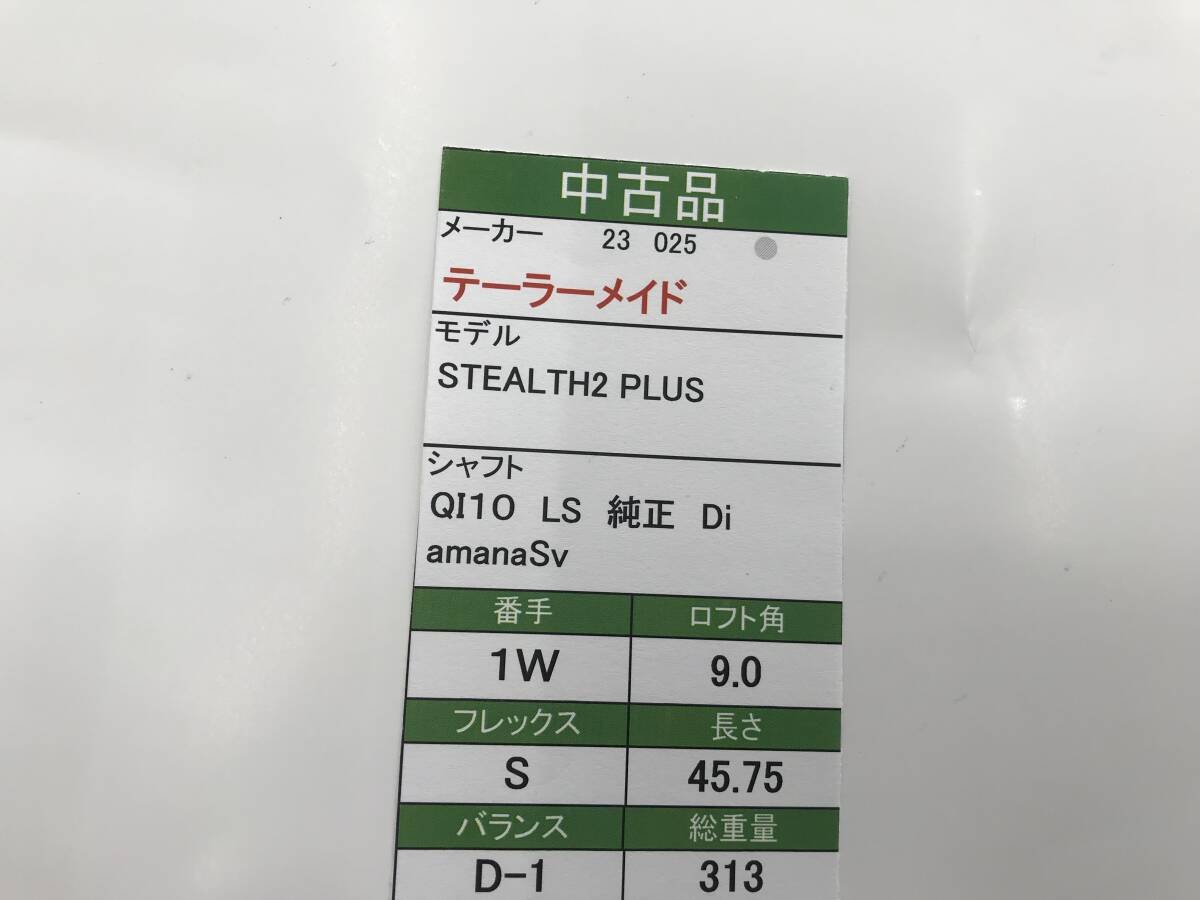 中古品
メーカー 23 025
テーラーメイド
モデル
STEALTH2 PLUS
シャフト
QI10 LS 純正 Di
amanaSv
番手 ロフト角
1W 9.0
フレックス 長さ
S 45.75
バランス 総重量
D-1 313